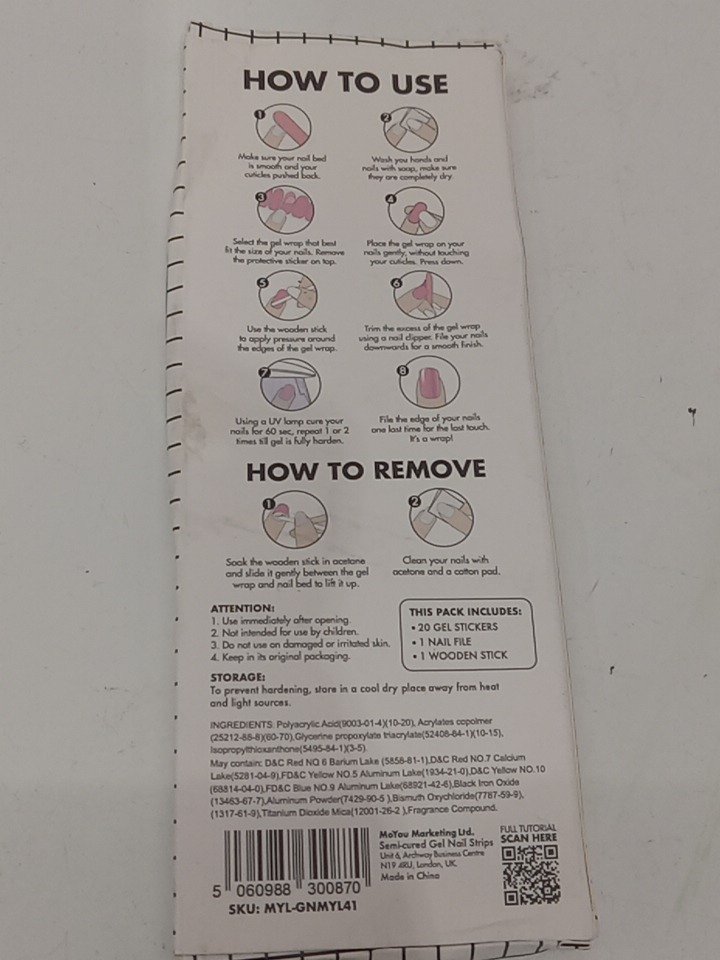 HOW TO USE
1
Make sure your nail bed
is smooth and your
cuticles pushed back.
2
Wash you hands and
nails with soap, make sure
they are completely dry.
3
Select the gel wrap that best
fit the size of your nails. Remove
the protective sticker on top.
4
Place the gel wrap on your
nails gently, without touching
your cuticles. Press down.
5
Use the wooden stick
to apply pressure around
the edges of the gel wrap.
6
Trim the excess of the gel wrap
using a nail clipper. File your nails
downwards for a smooth finish.
7
Using a UV lamp cure your
nails for 60 sec, repeat 1 or 2
times till gel is fully harden.
8
File the edge of your nails
one last time for the last touch.
It's a wrap!
HOW TO REMOVE
1
Soak the wooden stick in acetone
and slide it gently between the gel
wrap and nail bed to lift it up.
2
Clean your nails with
acetone and a cotton pad.
ATTENTION:
1. Use immediately after opening.
2. Not intended for use by children.
3. Do not use on damaged or irritated skin.
4. Keep in its original packaging.
THIS PACK INCLUDES:
• 20 GEL STICKERS
• 1 NAIL FILE
• 1 WOODEN STICK
STORAGE:
To prevent hardening, store in a cool dry place away from heat
and light sources.
INGREDIENTS: Polyacrylic Acid(9003-01-4)(10-20), Acrylates copolmer
(25212-88-8)(60-70),Glycerine propoxylate triacrylate(52408-84-1)(10-15),
Isopropylthioxanthone(5495-84-1)(3-5).
May contain: D&C Red NO 6 Barium Lake (5858-81-1),D&C Red NO.7 Calcium
Lake(5281-04-9),FD&C Yellow NO.5 Aluminum Lake(1934-21-0),D&C Yellow NO.10
(68814-04-0),FD&C Blue NO.9 Aluminum Lake(68921-42-6),Black Iron Oxide
(13463-67-7),Aluminum Powder(7429-90-5 ),Bismuth Oxychloride(7787-59-9),
(1317-61-9),Titanium Dioxide Mica(12001-26-2 ),Fragrance Compound.
5 060988 300870
SKU: MYL-GNMYL41
MoYou Marketing Ltd.
Semi-cured Gel Nail Strips
Unit 6, Archway Business Centre
N19 4RU, London, UK.
Made in China
FULL TUTORIAL
SCAN HERE